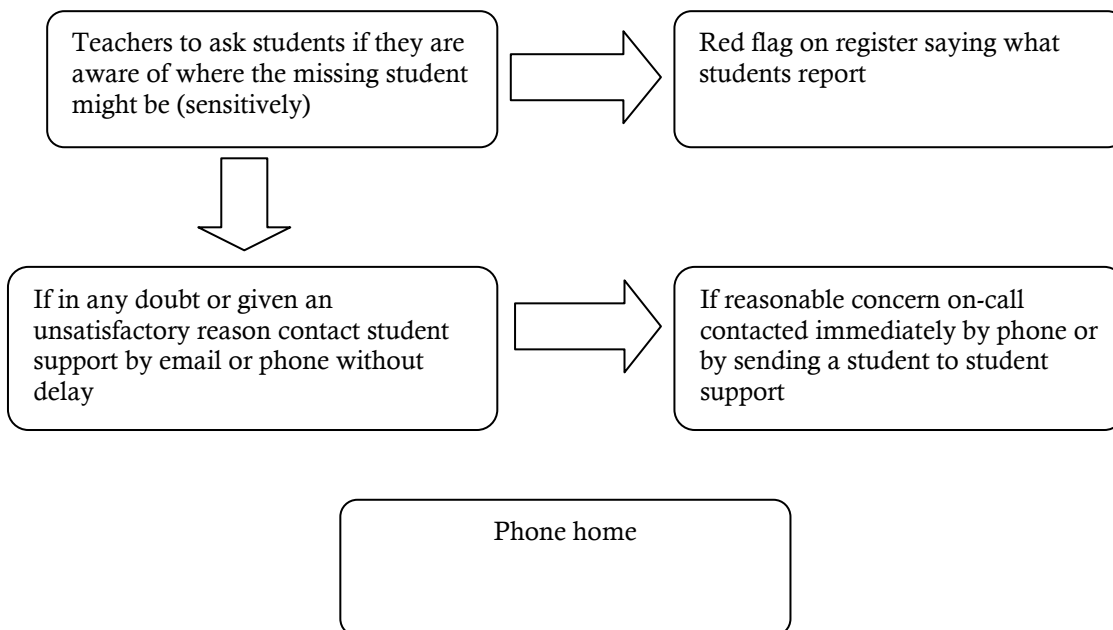 Teachers to ask students if they are
aware of where the missing student
might be (sensitively)
Red flag on register saying what
students report
If in any doubt or given an
unsatisfactory reason contact student
support by email or phone without
delay
If reasonable concern on-call
contacted immediately by phone or
by sending a student to student
support
Phone home